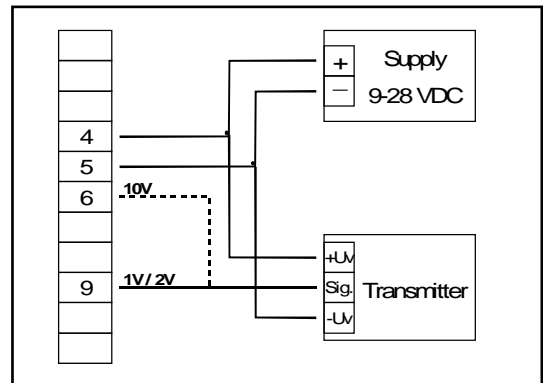 + Supply
− 9-28 VDC
4
5
6 10V
+Uv
9 1V / 2V Sig. Transmitter
-Uv